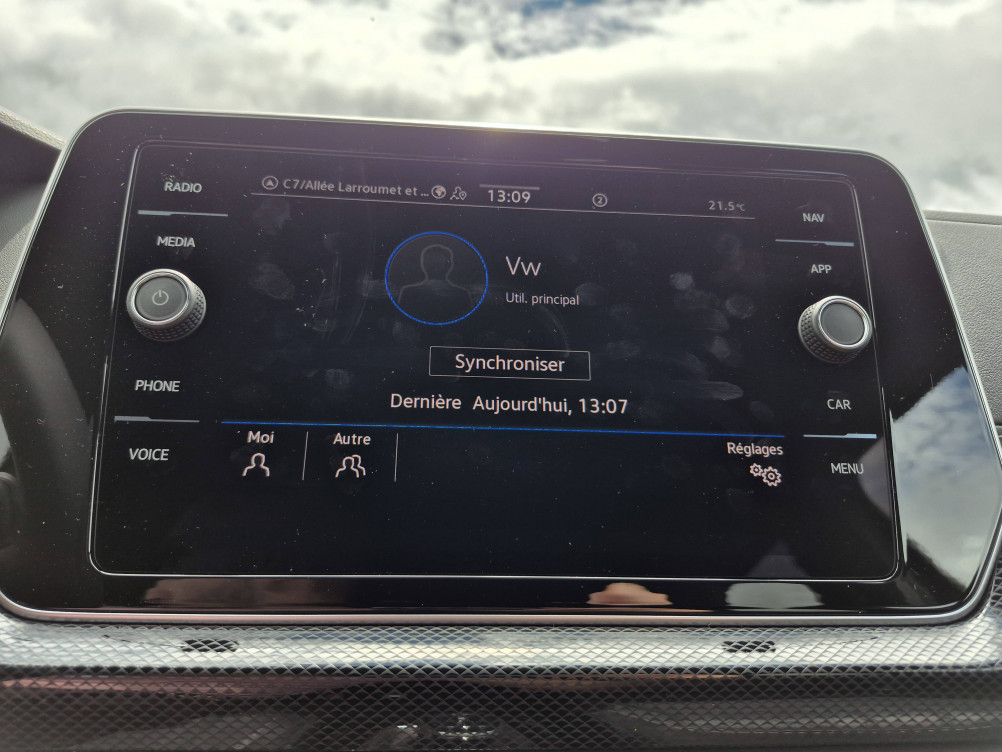 RADIO
C7/Allée Larroumet et ...
13:09
2
21.5°C
NAV
MEDIA
APP
Vw
Util. principal
Synchroniser
PHONE
Dernière Aujourd'hui, 13:07
CAR
VOICE
Moi
Autre
Réglages
MENU